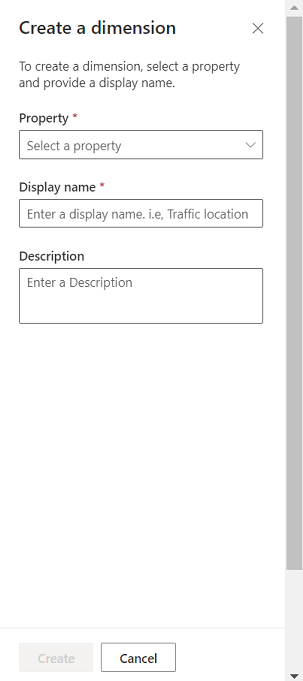 Create a dimension
To create a dimension, select a property
and provide a display name.
Property *
Select a property
Display name *
Enter a display name. i.e, Traffic location
Description
Enter a Description
Create
Cancel